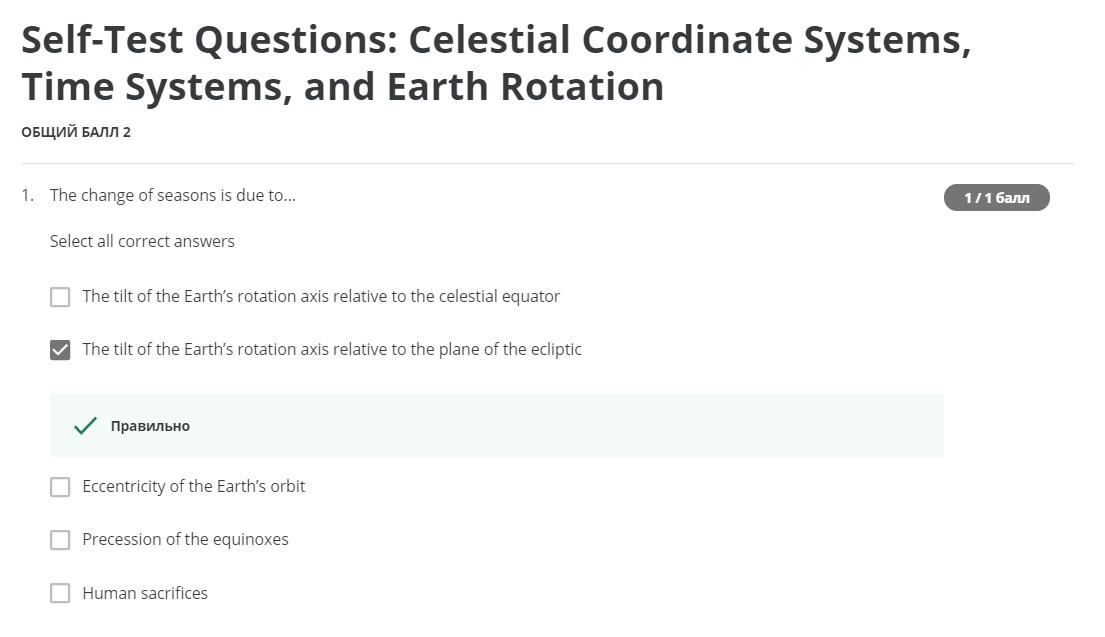 Self-Test Questions: Celestial Coordinate Systems,
Time Systems, and Earth Rotation
ОБЩИЙ БАЛЛ 2
1. The change of seasons is due to...
1 / 1 балл
Select all correct answers
The tilt of the Earth’s rotation axis relative to the celestial equator
The tilt of the Earth’s rotation axis relative to the plane of the ecliptic
Правильно
Eccentricity of the Earth’s orbit
Precession of the equinoxes
Human sacrifices